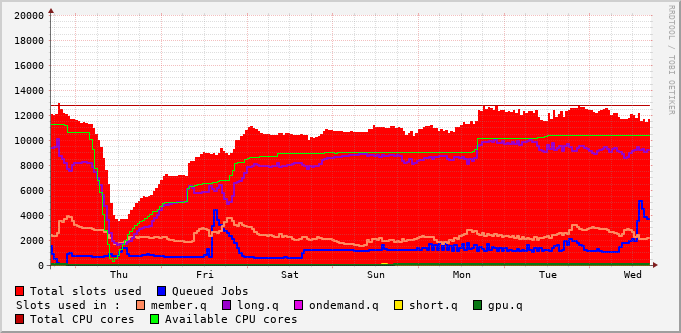 20000
18000
16000
14000
12000
10000
8000
6000
4000
2000
0
Thu Fri Sat Sun Mon Tue Wed
Total slots used Queued Jobs
Slots used in : member.q long.q ondemand.q short.q gpu.q
Total CPU cores Available CPU cores
RRDTOOL / TOBI OETIKER